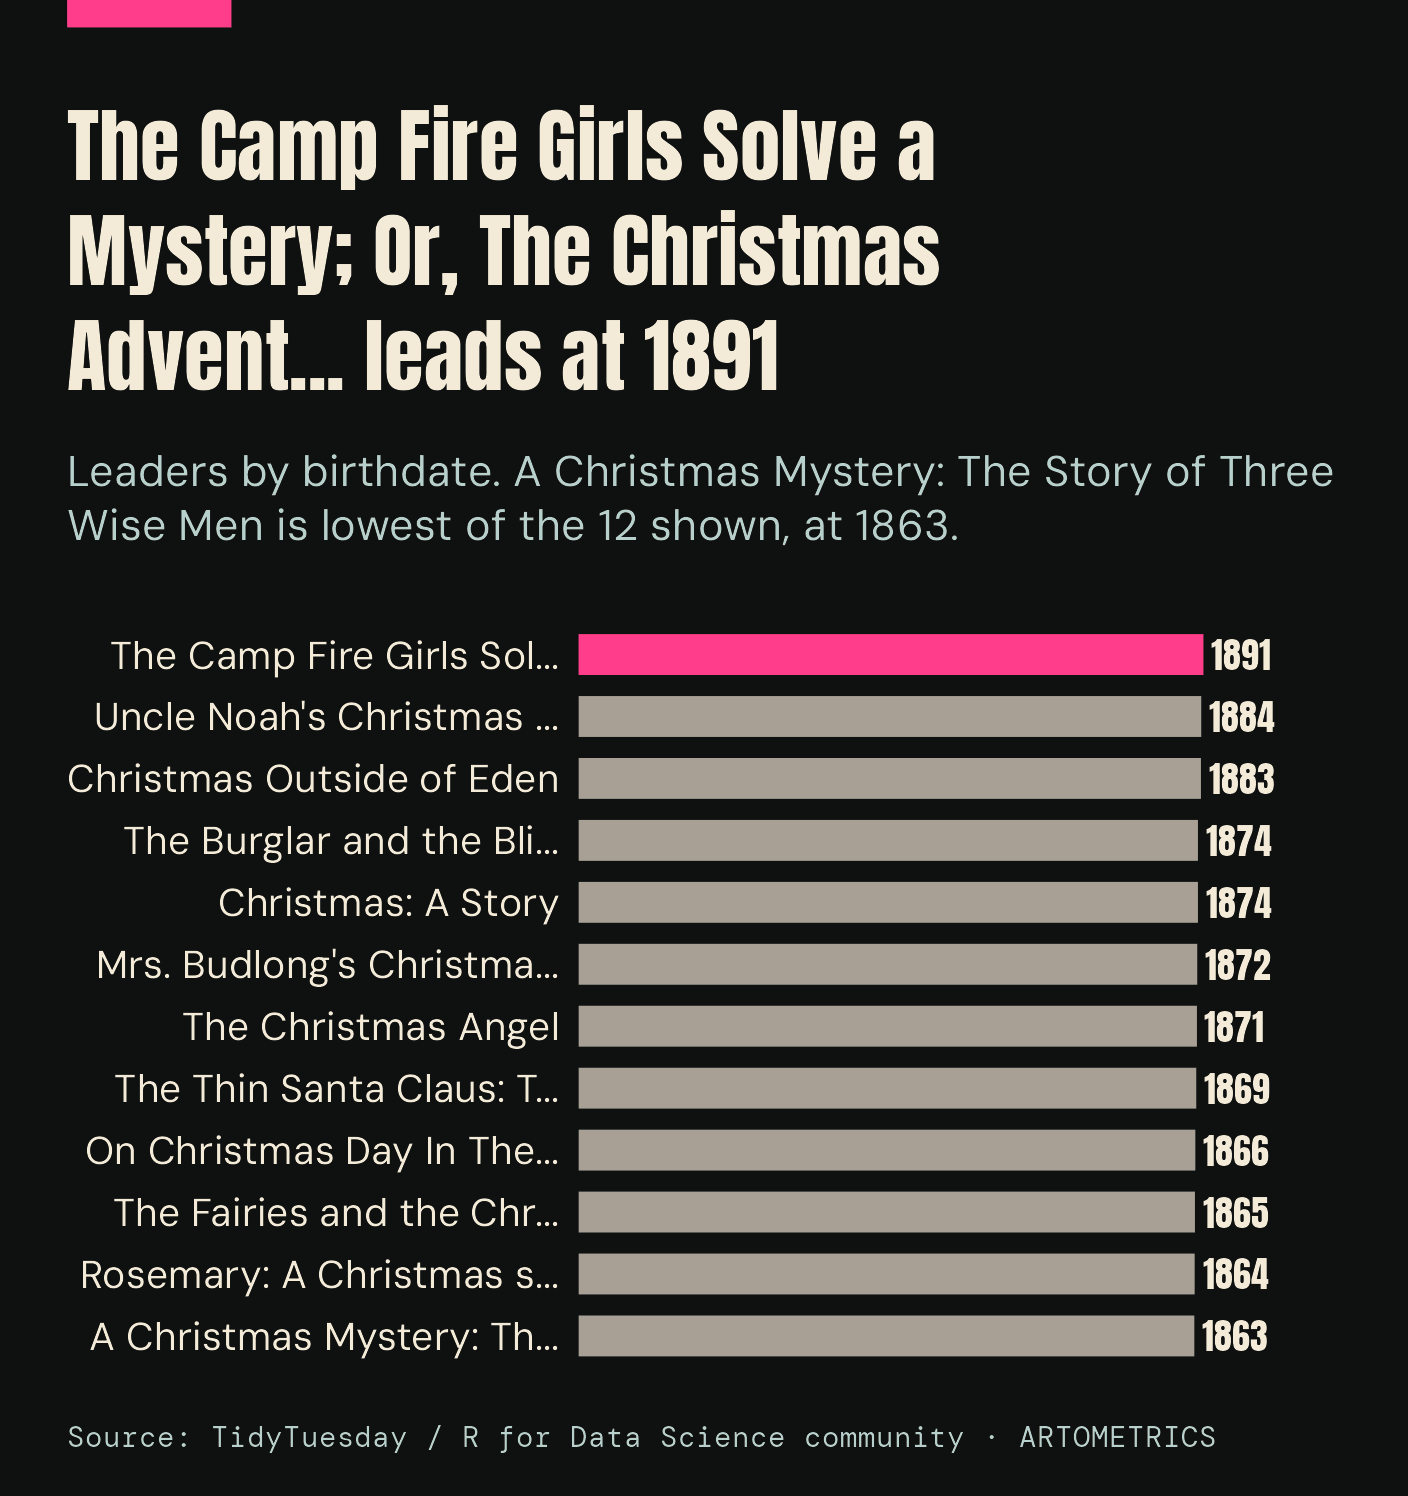 The Camp Fire Girls Solve a
Mystery; Or, The Christmas
Advent... leads at 1891
Leaders by birthdate. A Christmas Mystery: The Story of Three
Wise Men is lowest of the 12 shown, at 1863.
The Camp Fire Girls Sol... 1891
Uncle Noah's Christmas ... 1884
Christmas Outside of Eden 1883
The Burglar and the Bli... 1874
Christmas: A Story 1874
Mrs. Budlong's Christma... 1872
The Christmas Angel 1871
The Thin Santa Claus: T... 1869
On Christmas Day In The... 1866
The Fairies and the Chr... 1865
Rosemary: A Christmas s... 1864
A Christmas Mystery: Th... 1863
Source: TidyTuesday / R for Data Science community · ARTOMETRICS